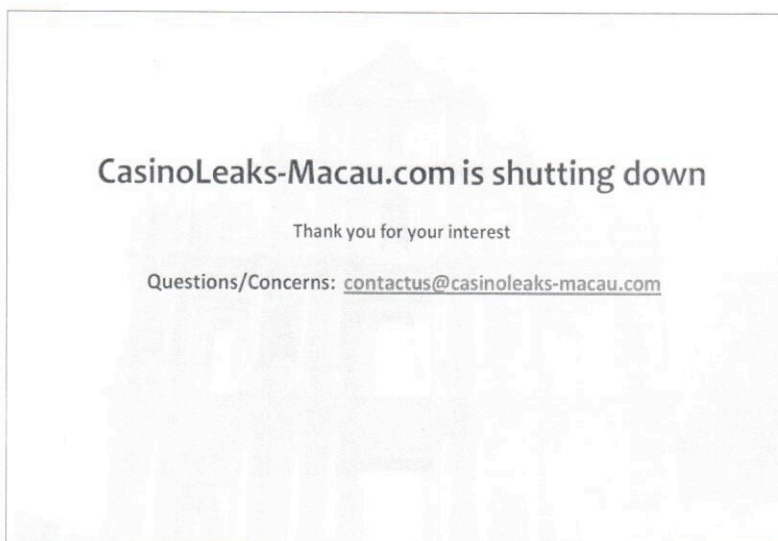 CasinoLeaks-Macau.com is shutting down
Thank you for your interest
Questions/Concerns: contactus@casinoleaks-macau.com